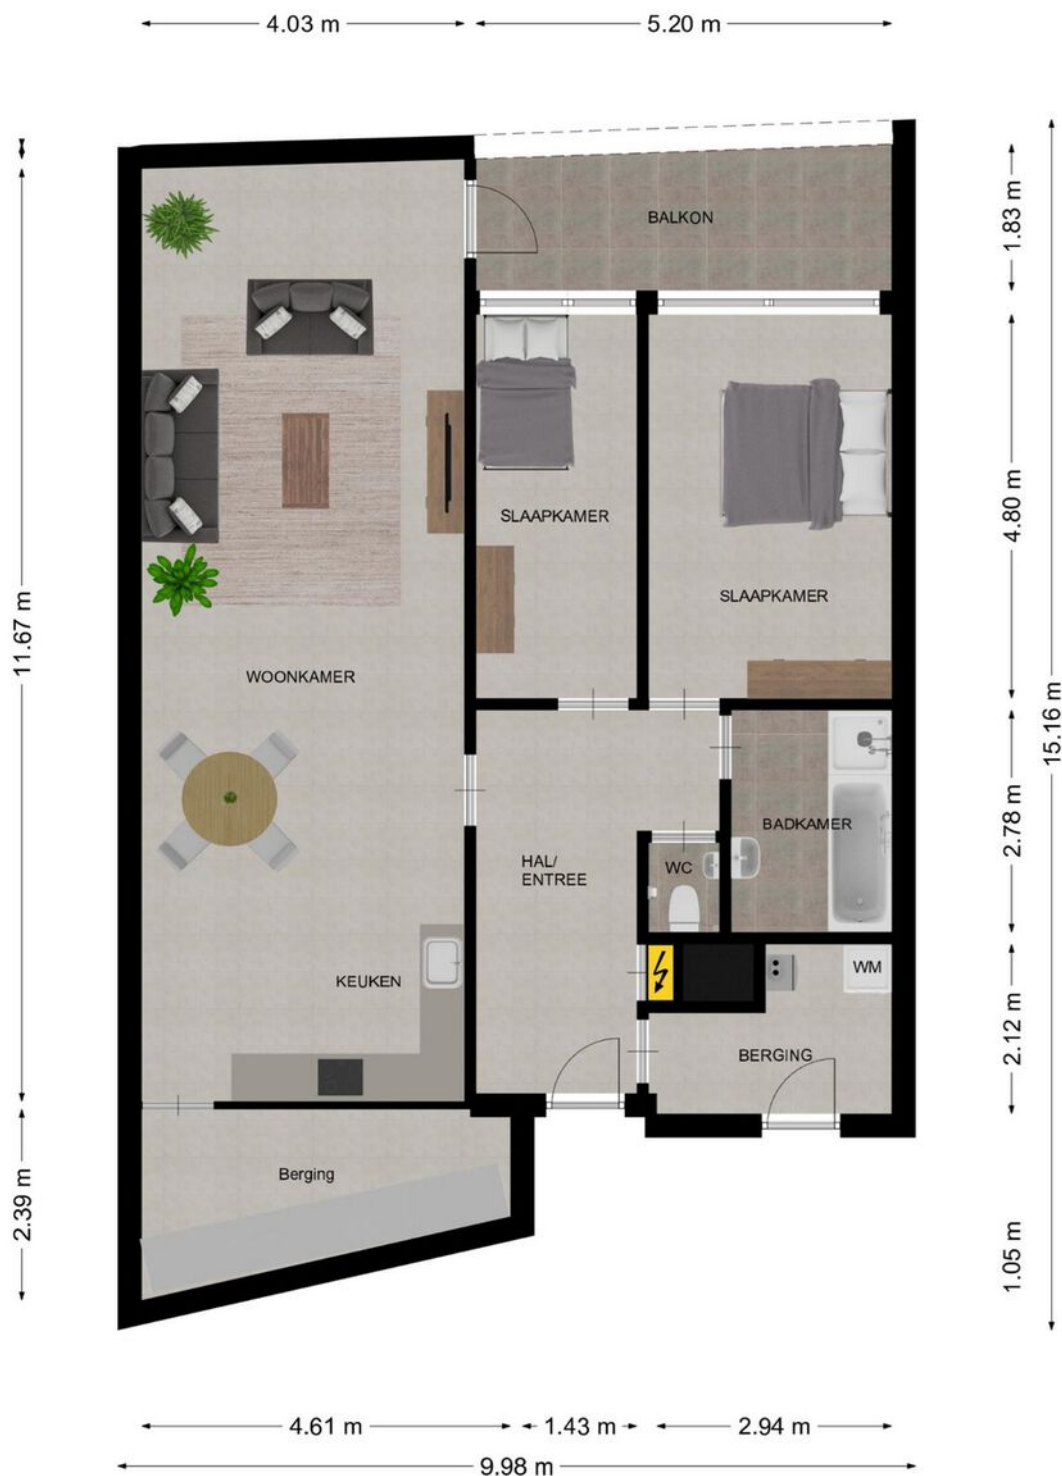 4.03 m
5.20 m
BALKON
1.83 m
SLAAPKAMER
4.80 m
SLAAPKAMER
11.67 m
WOONKAMER
15.16 m
BADKAMER
2.78 m
HAL/
ENTREE
WC
KEUKEN
WM
2.12 m
BERGING
Berging
2.39 m
1.05 m
4.61 m
1.43 m
2.94 m
9.98 m